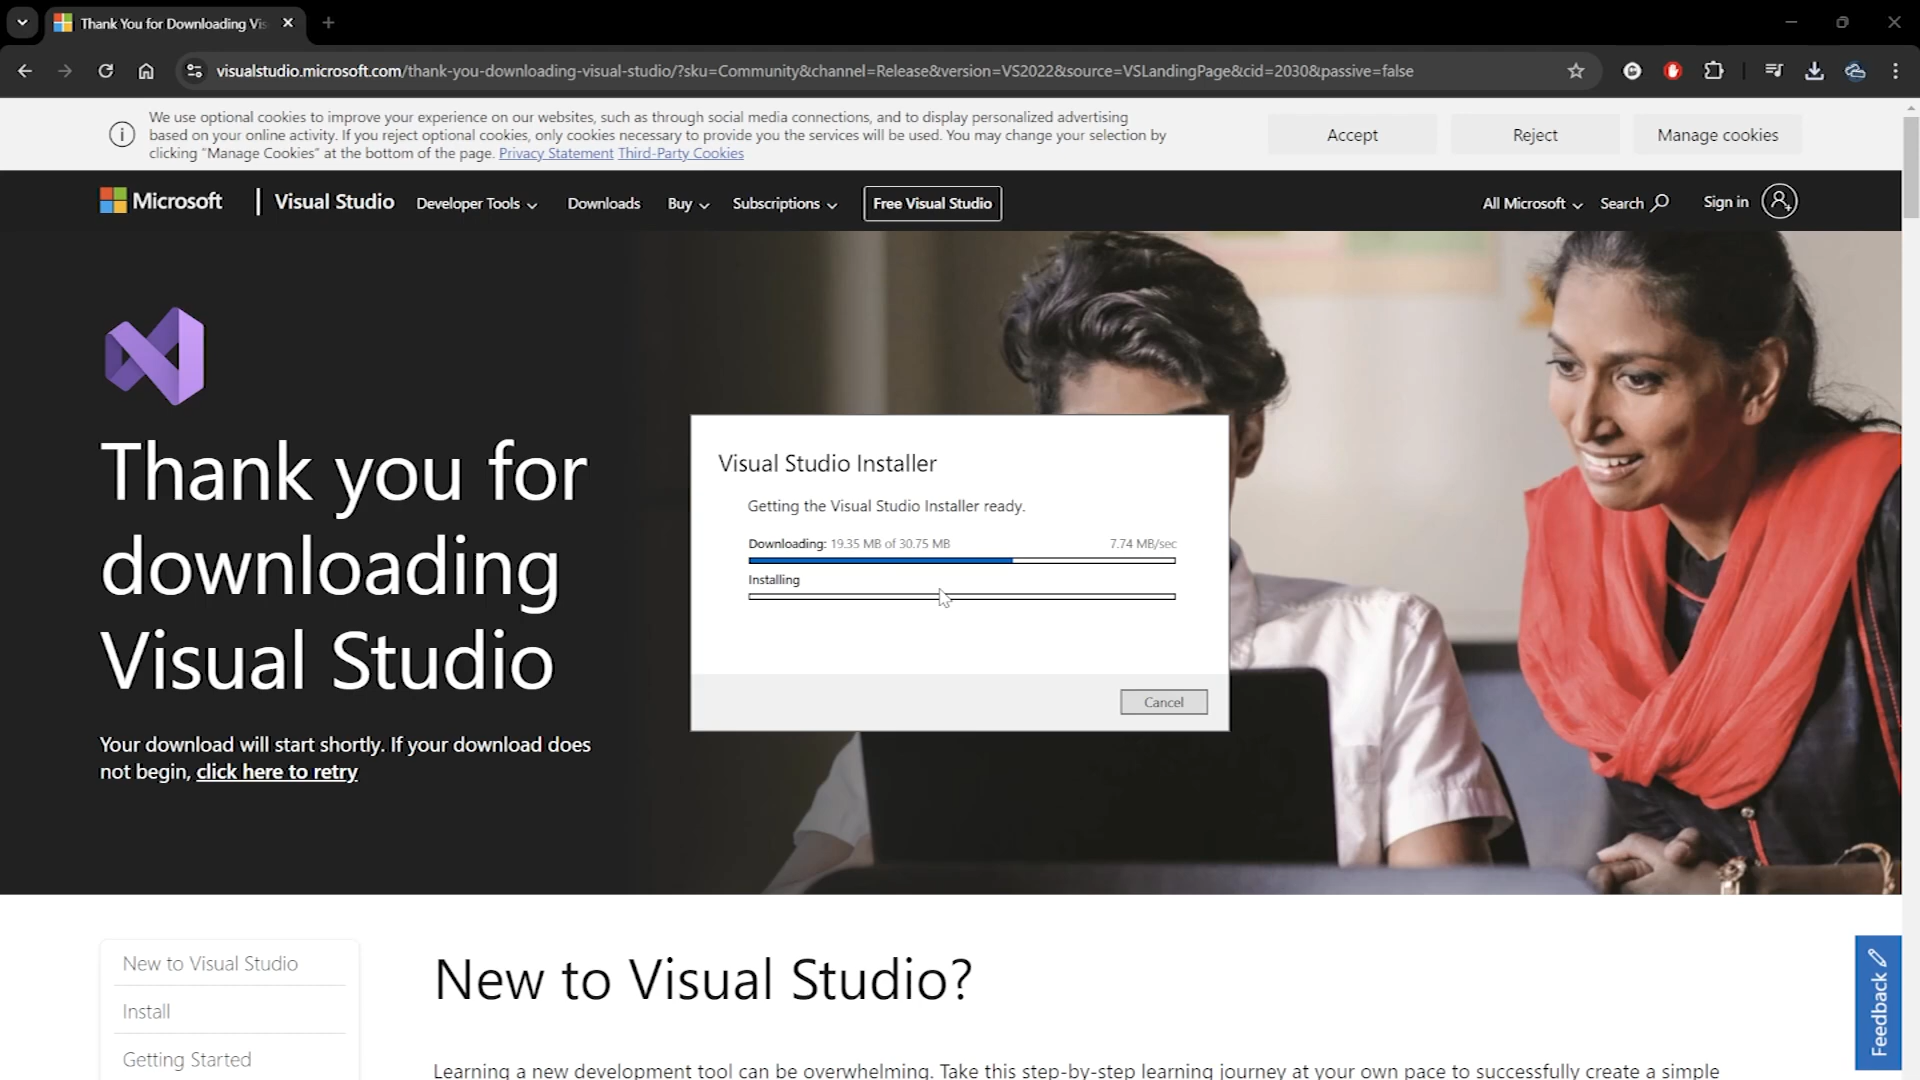 Thank You for Downloading Vis
visualstudio.microsoft.com/thank-you-downloading-visual-studio/?sku=Community&channel=Release&version=VS2022&source=VSLandingPage&cid=2030&passive=false
We use optional cookies to improve your experience on our websites, such as through social media connections, and to display personalized advertising
based on your online activity. If you reject optional cookies, only cookies necessary to provide you the services will be used. You may change your selection by
clicking "Manage Cookies" at the bottom of the page. Privacy Statement Third-Party Cookies
Accept
Reject
Manage cookies
Microsoft
Visual Studio
Developer Tools
Downloads
Buy
Subscriptions
Free Visual Studio
All Microsoft
Search
Sign in
Thank you for
downloading
Visual Studio
Your download will start shortly. If your download does
not begin, click here to retry
Visual Studio Installer
Getting the Visual Studio Installer ready.
Downloading: 19.35 MB of 30.75 MB
7.74 MB/sec
Installing
Cancel
New to Visual Studio
Install
Getting Started
New to Visual Studio?
Learning a new development tool can be overwhelming. Take this step-by-step learning journey at your own pace to successfully create a simple
Feedback